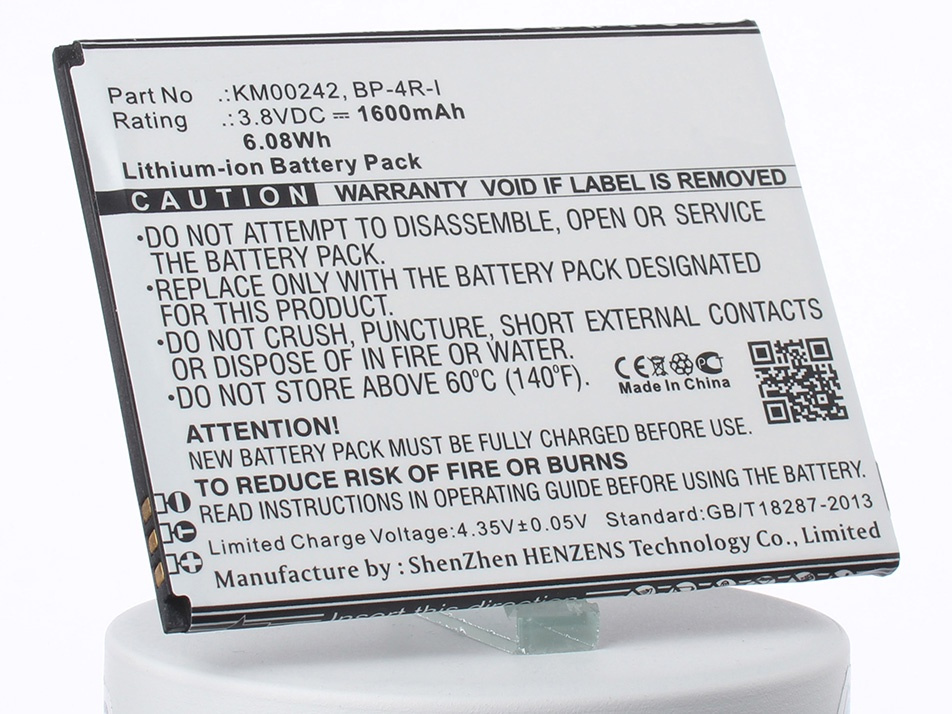 Part No .:KM00242, BP-4R-I
Rating .:3.8VDC ⎓ 1600mAh
6.08Wh
Lithium-ion Battery Pack
CAUTION WARRANTY VOID IF LABEL IS REMOVED
·DO NOT ATTEMPT TO DISASSEMBLE, OPEN OR SERVICE
THE BATTERY PACK.
·REPLACE ONLY WITH THE BATTERY PACK DESIGNATED
FOR THIS PRODUCT.
·DO NOT CRUSH, PUNCTURE, SHORT EXTERNAL CONTACTS
OR DISPOSE OF IN FIRE OR WATER.
·DO NOT STORE ABOVE 60°C (140°F).
CE
Made In China
ATTENTION!
NEW BATTERY PACK MUST BE FULLY CHARGED BEFORE USE.
TO REDUCE RISK OF FIRE OR BURNS
READ INSTRUCTIONS IN OPERATING GUIDE BEFORE USING THE BATTERY.
Limited Charge Voltage:4.35V±0.05V Standard:GB/T18287-2013
Manufacture by : ShenZhen HENZENS Technology Co., Limited
Insert this direction